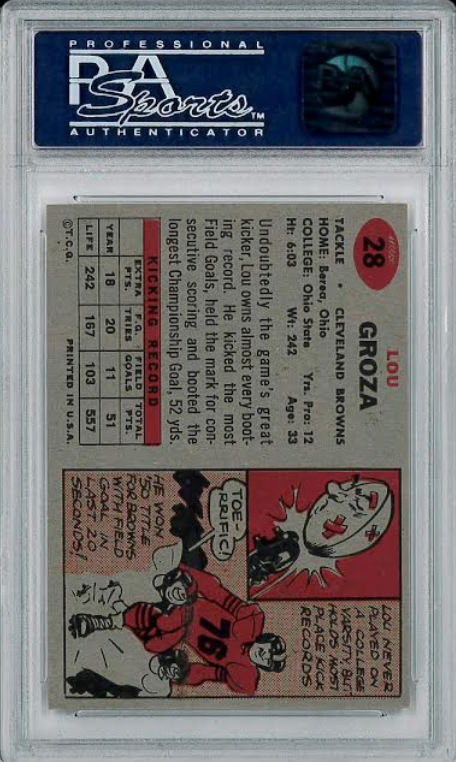 PROFESSIONAL
PSA
Sports™
AUTHENTICATOR
28
LOU
GROZA
TACKLE • CLEVELAND BROWNS
HOME: Berea, Ohio
COLLEGE: Ohio State Yrs. Pro: 12
Ht: 6:03 Wt: 242 Age: 33
Undoubtedly the game's great
kicker, Lou owns almost every boot-
ing record. He kicked the most
Field Goals, held the mark for con-
secutive scoring and booted the
longest Championship Goal, 52 yds.
KICKING RECORD
EXTRA F.G. FIELD TOTAL
PTS. TRIES GOALS PTS.
YEAR 18 20 11 51
LIFE 242 167 103 557
©T.C.G. PRINTED IN U.S.A.
LOU NEVER
PLAYED ON
A COLLEGE
VARSITY, BUT
HOLDS MOST
PLACE KICK
RECORDS
TOE-
RRIFIC!
76
HE WON
'50 TITLE
FOR BROWNS
WITH FIELD
GOAL IN
LAST 20
SECONDS!